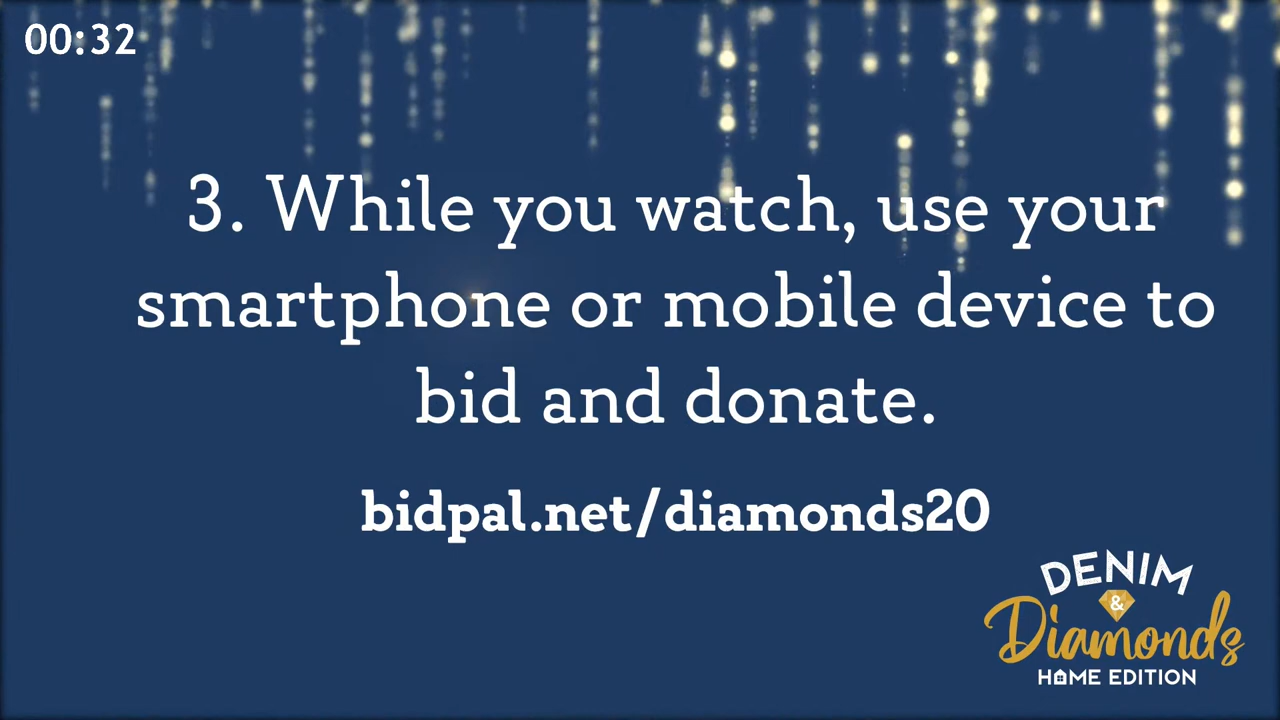 00:32
3. While you watch, use your
smartphone or mobile device to
bid and donate.
bidpal.net/diamonds20
DENIM
&
Diamonds
HOME EDITION